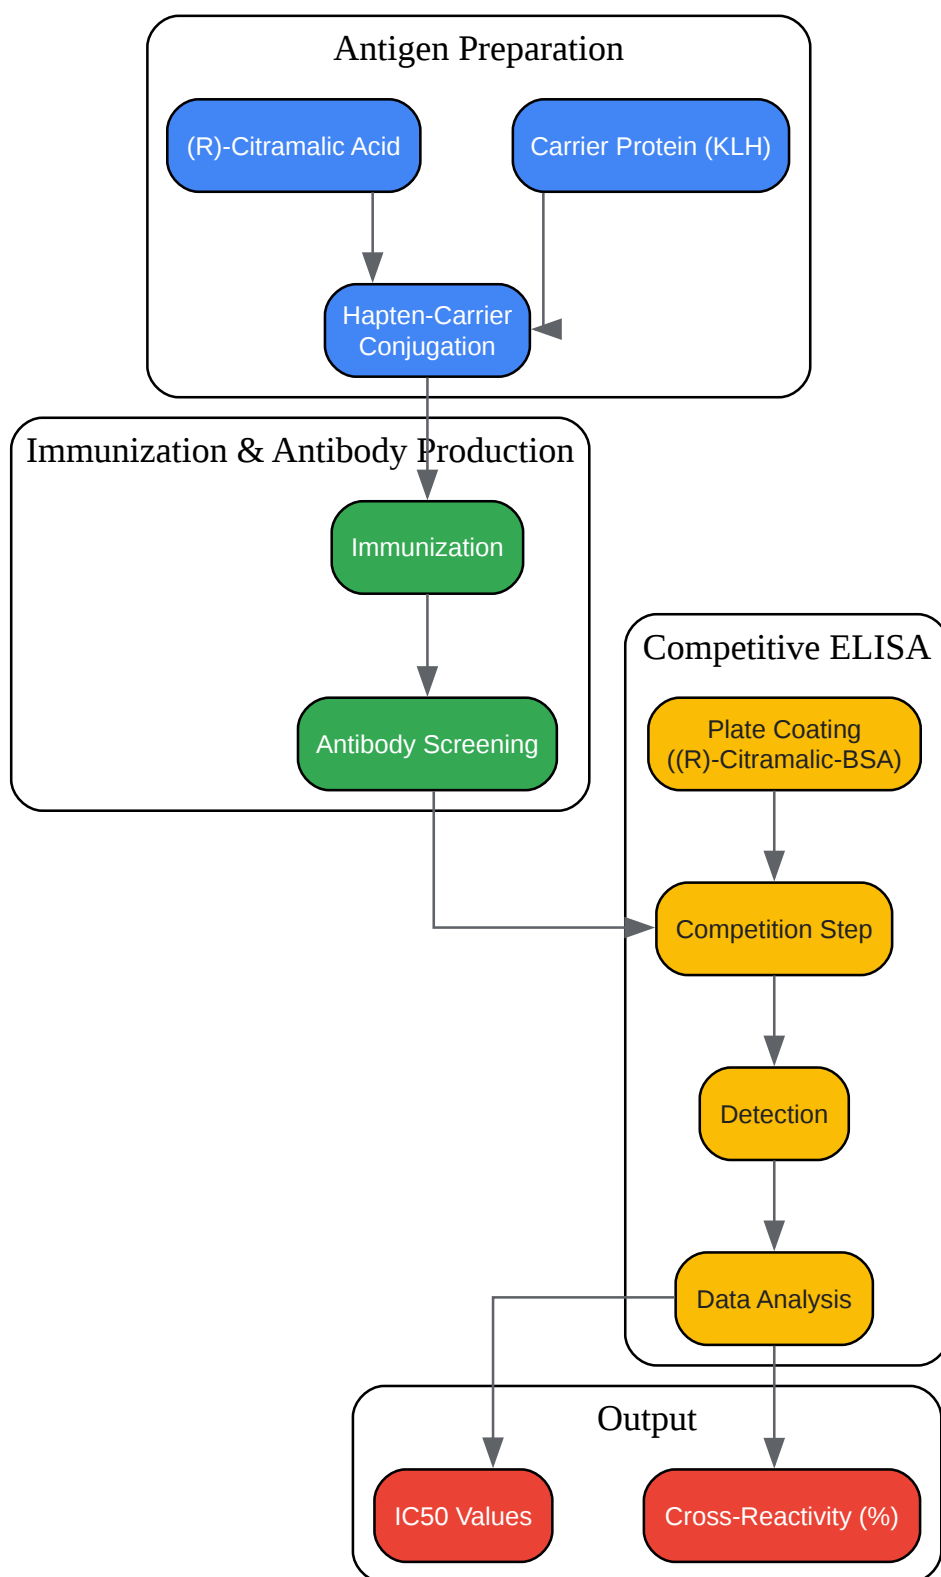 Antigen Preparation
(R)-Citramalic Acid
Carrier Protein (KLH)
Hapten-Carrier
Conjugation
Immunization & Antibody Production
Immunization
Antibody Screening
Competitive ELISA
Plate Coating
((R)-Citramalic-BSA)
Competition Step
Detection
Data Analysis
Output
IC50 Values
Cross-Reactivity (%)